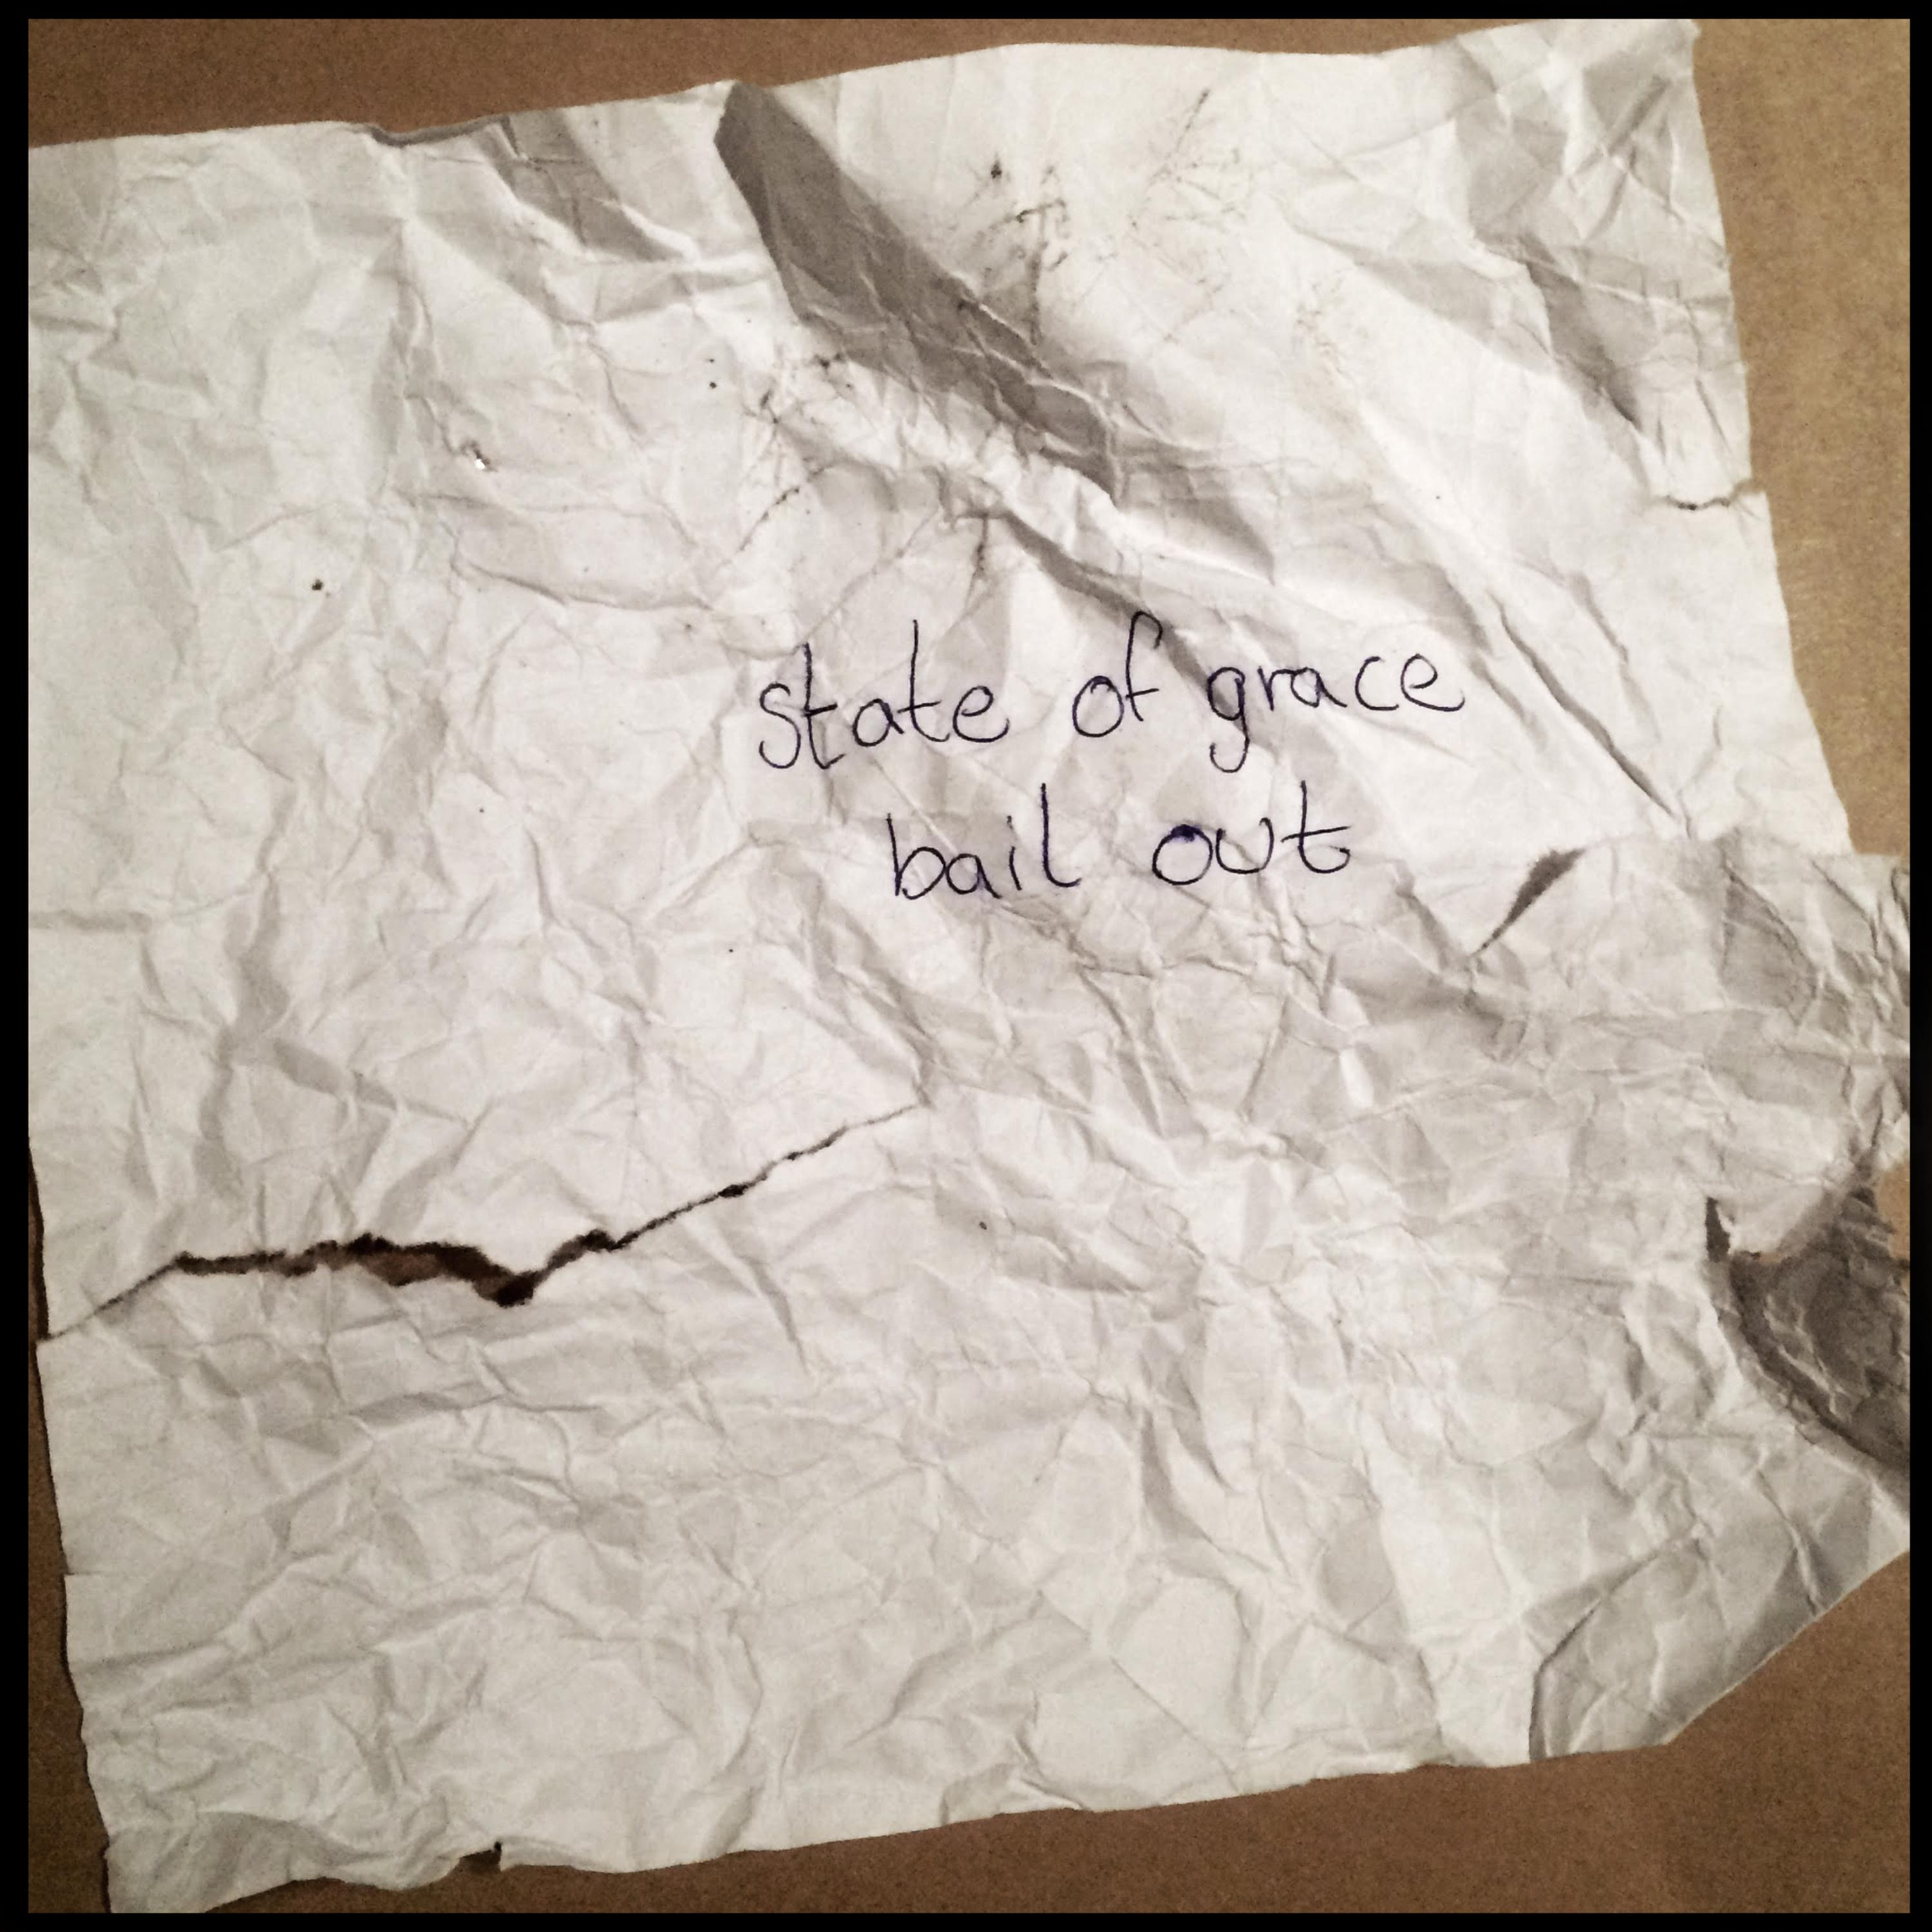 state of grace
bail out